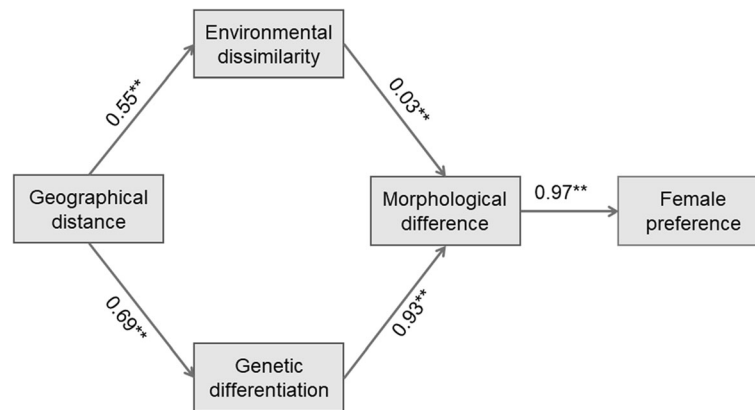 Environmental
dissimilarity
0.55**
0.03**
Geographical
distance
Morphological
difference
0.97**
Female
preference
0.69**
0.93**
Genetic
differentiation